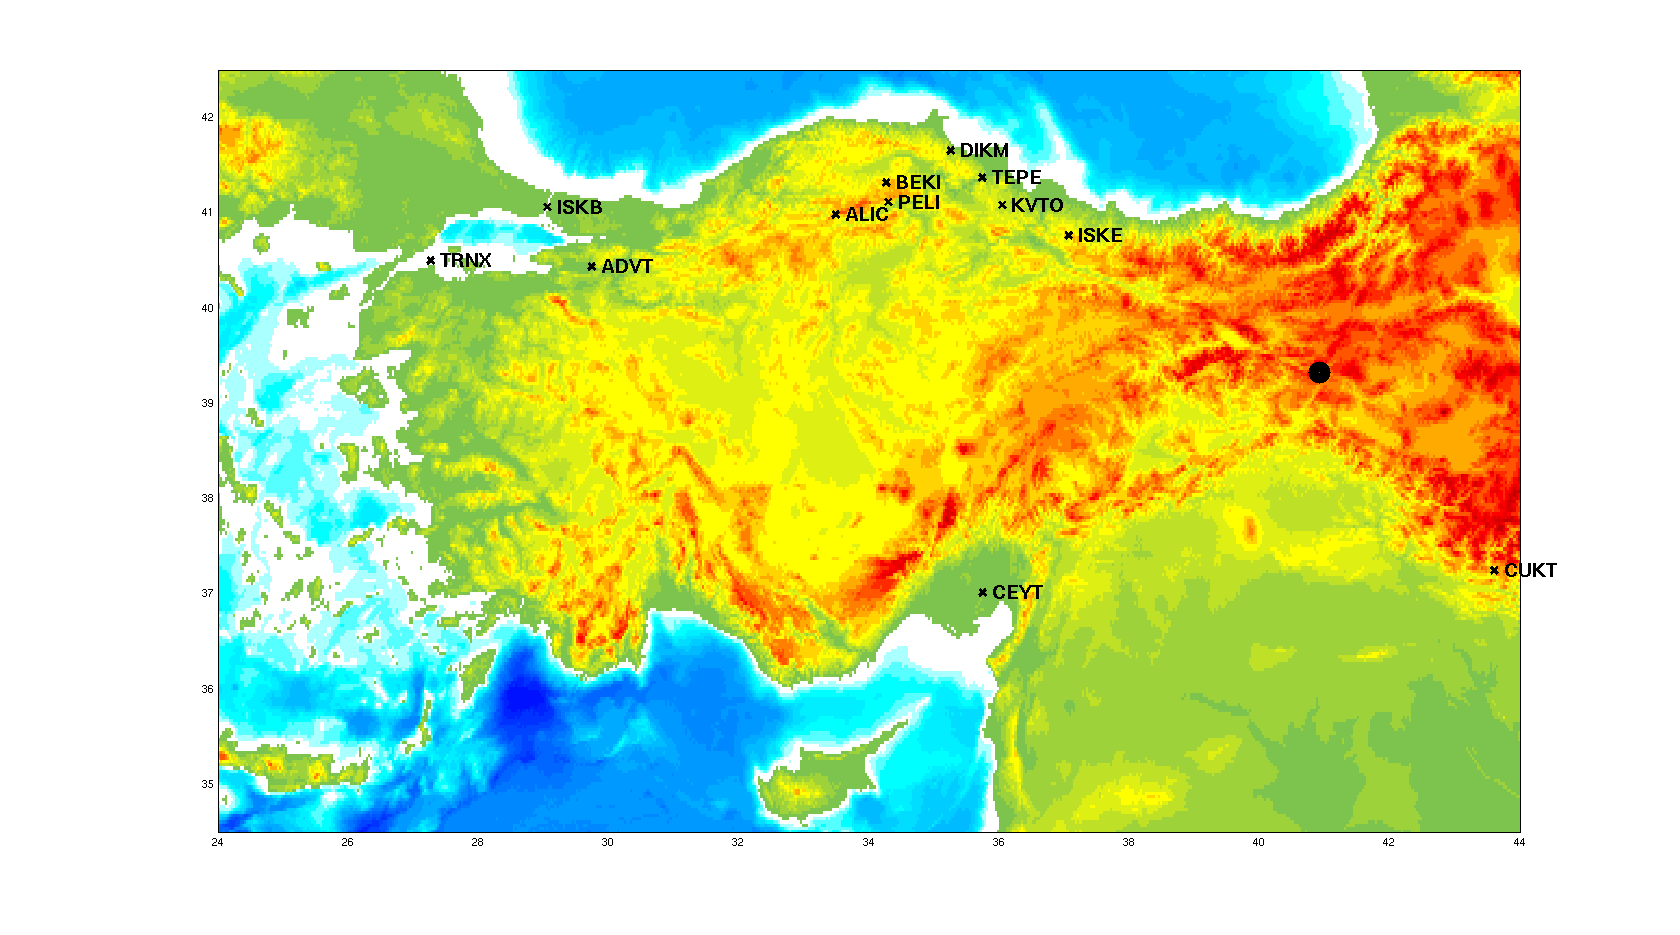 42
DIKM
TEPE
BEKI
PELI
KVTO
ISKB
41
ALIC
ISKE
TRNX
ADVT
40
39
38
CUKT
37
CEYT
36
35
24 26 28 30 32 34 36 38 40 42 44